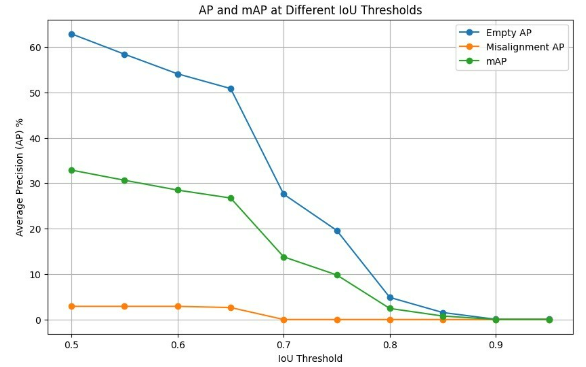 AP and mAP at Different IoU Thresholds
Empty AP
Misalignment AP
mAP
Average Precision (AP) %
60
50
40
30
20
10
0
0.5 0.6 0.7 0.8 0.9
IoU Threshold